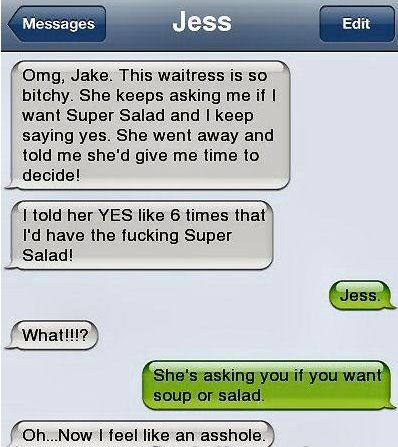 Messages
Jess
Edit
Omg, Jake. This waitress is so
bitchy. She keeps asking me if I
want Super Salad and I keep
saying yes. She went away and
told me she'd give me time to
decide!
I told her YES like 6 times that
I'd have the fucking Super
Salad!
Jess.
What!!!?
She's asking you if you want
soup or salad.
Oh...Now I feel like an asshole.